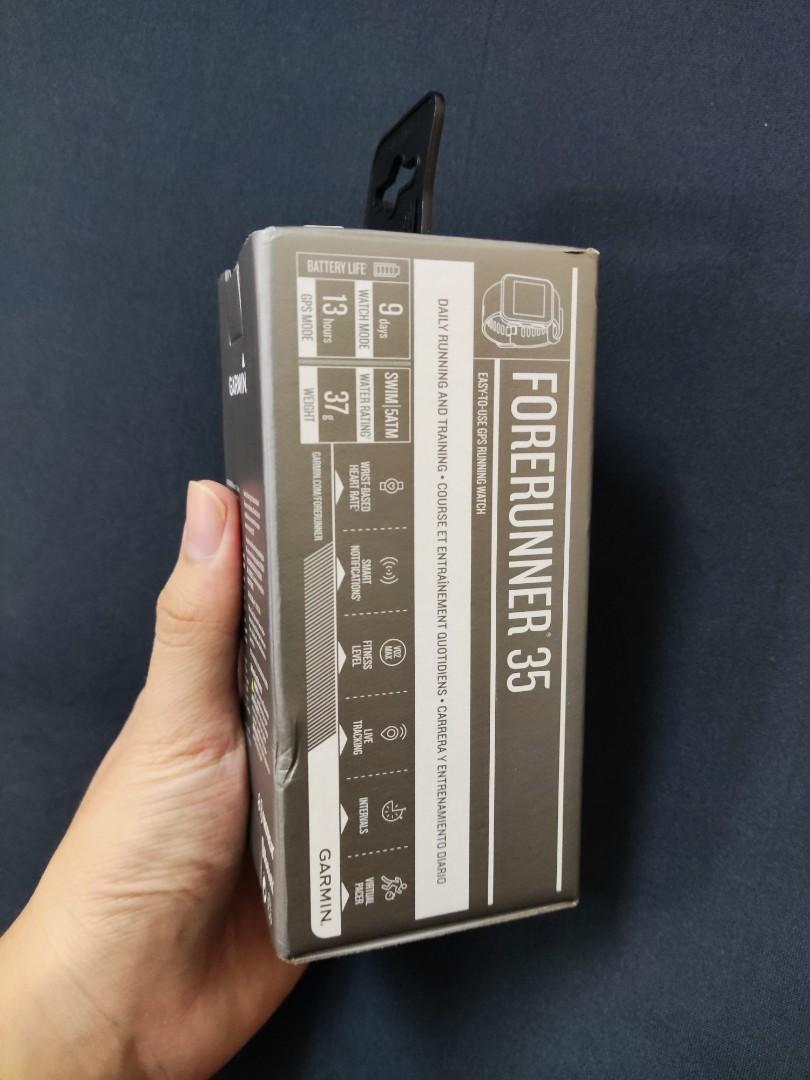 FORERUNNER® 35
EASY-TO-USE GPS RUNNING WATCH
DAILY RUNNING AND TRAINING • COURSE ET ENTRAÎNEMENT QUOTIDIENS • CARRERA Y ENTRENAMIENTO DIARIO
BATTERY LIFE
9 days
WATCH MODE
13 hours
GPS MODE
SWIM|5ATM
WATER RATING
37 g
WEIGHT
WRIST-BASED
HEART RATE
SMART
NOTIFICATIONS
VO2
MAX
FITNESS
LEVEL
LIVE
TRACKING
INTERVALS
VIRTUAL
PACER
GARMIN.COM/FORERUNNER
GARMIN.
GARMIN